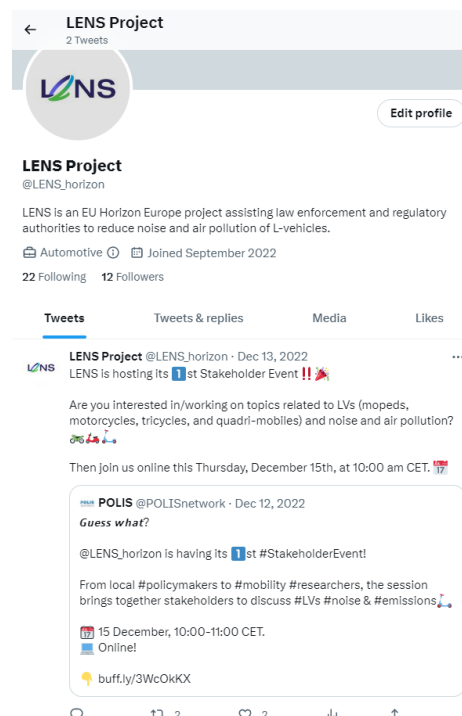 LENS Project
2 Tweets
LENS
Edit profile
LENS Project
@LENS_horizon
LENS is an EU Horizon Europe project assisting law enforcement and regulatory
authorities to reduce noise and air pollution of L-vehicles.
Automotive Joined September 2022
22 Following 12 Followers
Tweets Tweets & replies Media Likes
LENS LENS Project @LENS_horizon · Dec 13, 2022
LENS is hosting its 1️⃣st Stakeholder Event ‼️🎉
Are you interested in/working on topics related to LVs (mopeds,
motorcycles, tricycles, and quadri-mobiles) and noise and air pollution?
🏍️🛵🛴
Then join us online this Thursday, December 15th, at 10:00 am CET. 📅
POLIS POLIS @POLISnetwork · Dec 12, 2022
Guess what?
@LENS_horizon is having its 1️⃣st #StakeholderEvent!
From local #policymakers to #mobility #researchers, the session
brings together stakeholders to discuss #LVs #noise & #emissions🛴
📅 15 December, 10:00-11:00 CET.
💻 Online!
👇 buff.ly/3WcOkKX
2 2